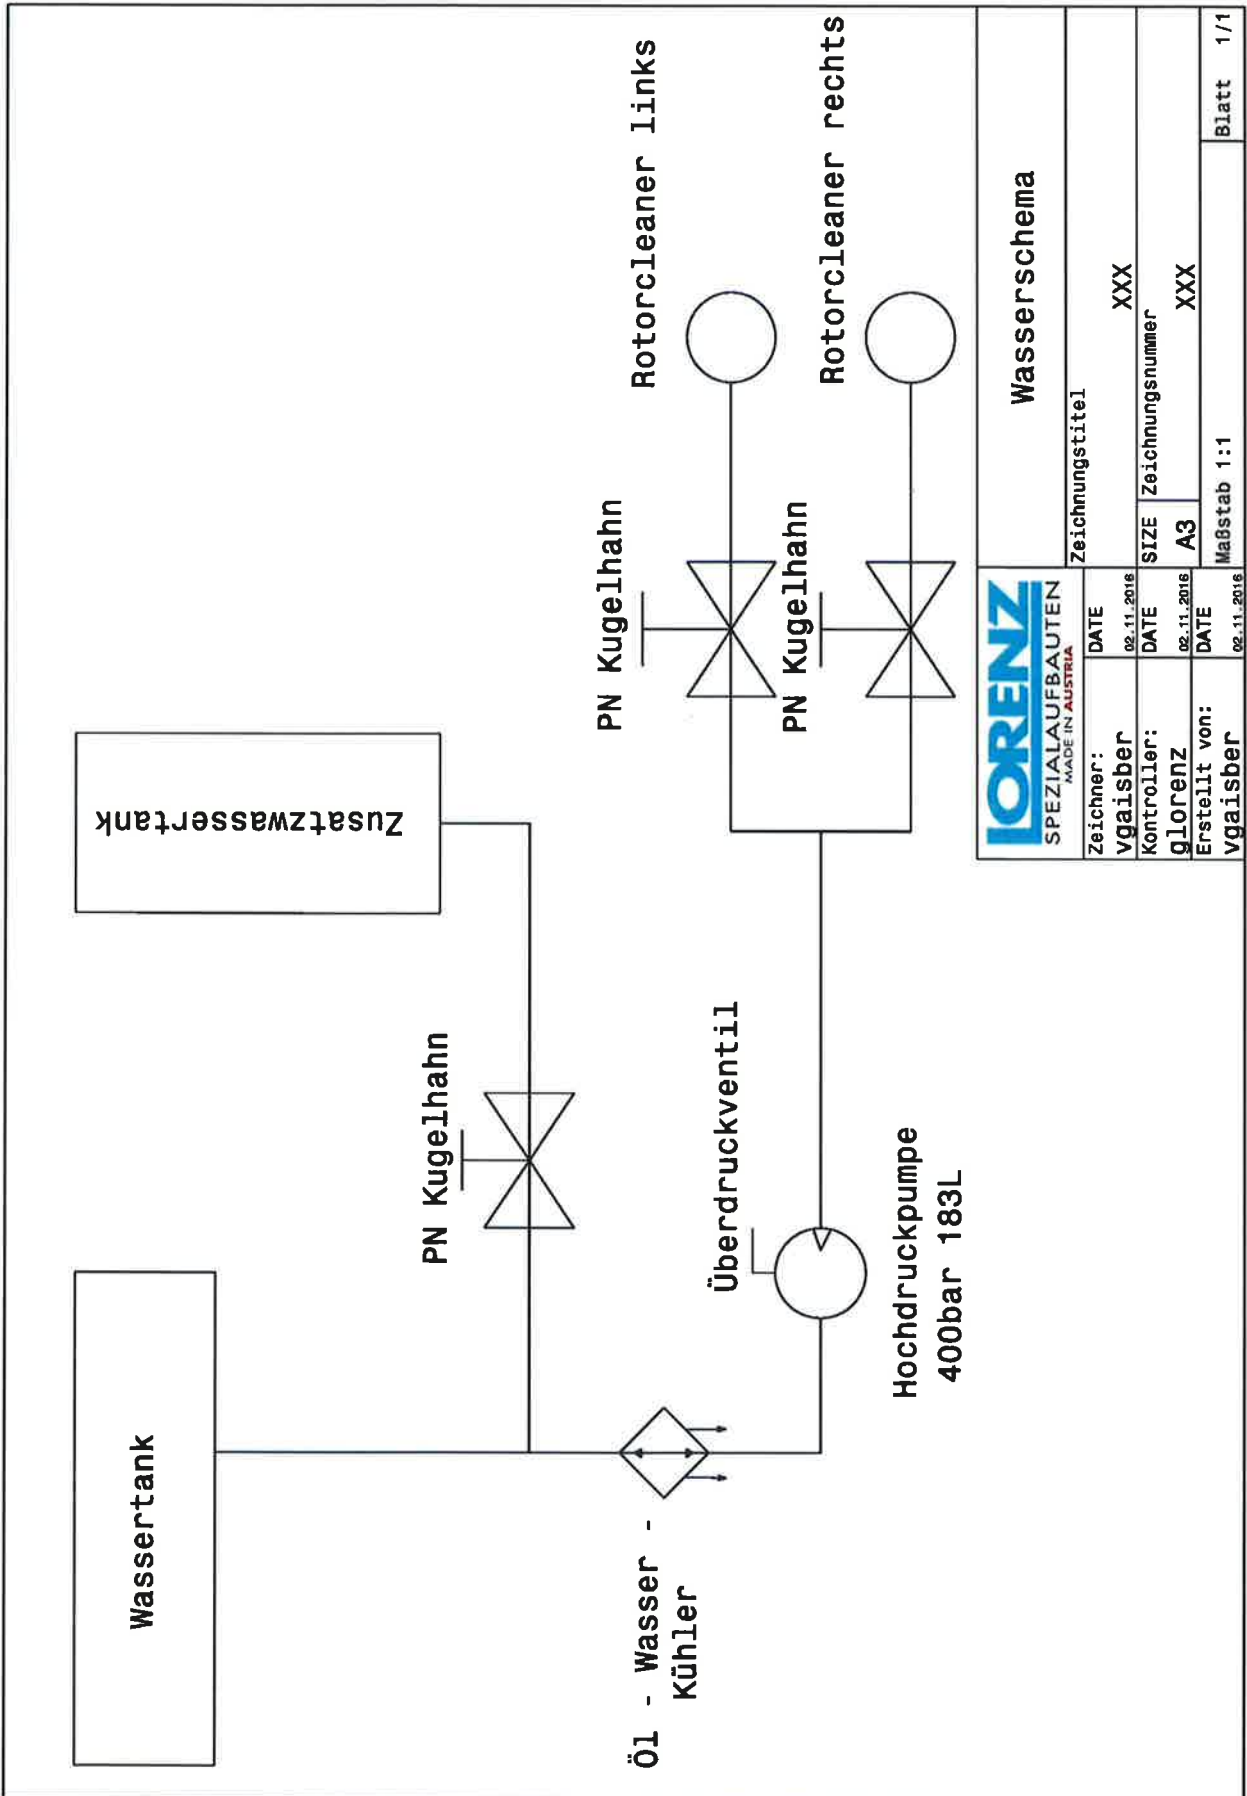 Wassertank
Zusatzwassertank
PN Kugelhahn
Öl - Wasser -
Kühler
Überdruckventil
Hochdruckpumpe
400bar 183L
PN Kugelhahn
Rotorcleaner links
PN Kugelhahn
Rotorcleaner rechts
LORENZ
SPEZIALAUFBAUTEN
MADE IN AUSTRIA
Wasserschema
Zeichner:
vgaisber
DATE
02.11.2016
Zeichnungstitel
XXX
Kontroller:
glorenz
DATE
02.11.2016
SIZE
A3
Zeichnungsnummer
XXX
Erstellt von:
vgaisber
DATE
02.11.2016
Maßstab 1:1
Blatt 1/1